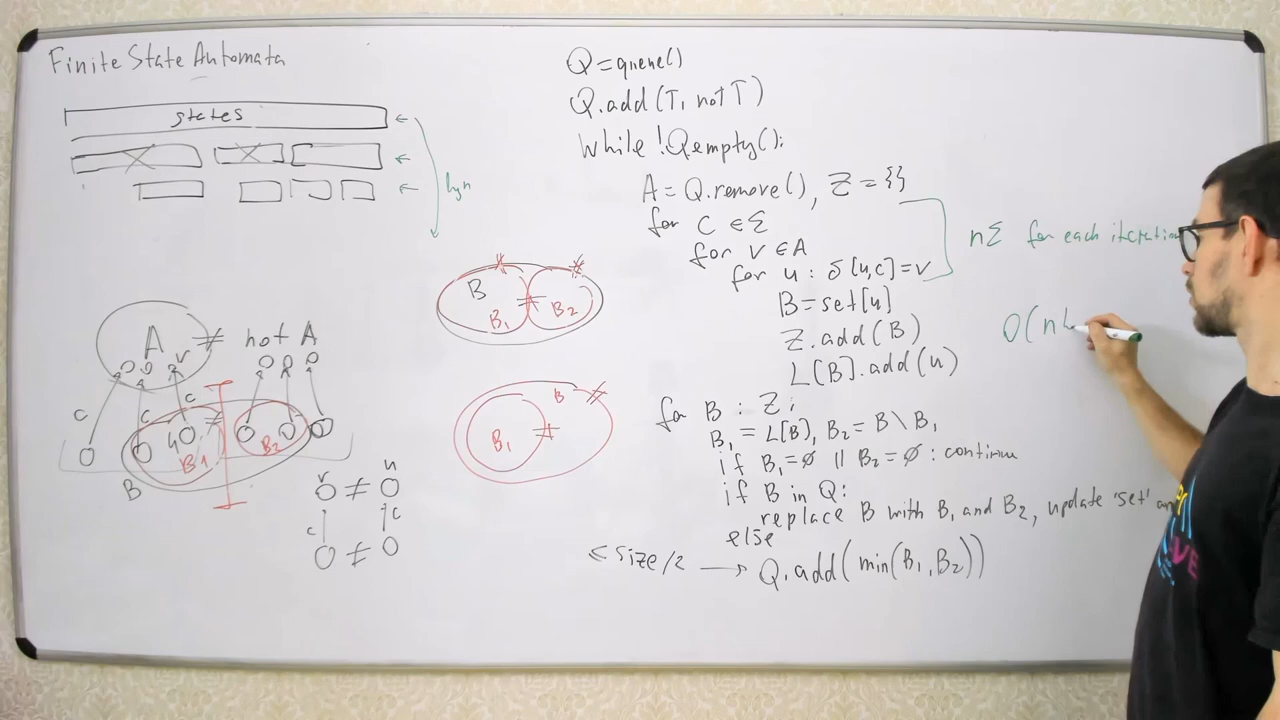 Finite State Automata
states
log n
A ≠ not A
v
c c c c
u
B1 ≠ B2
B
v u
≠
c c
≠
B
B1 ≠ B2
B
B1 ≠
Q = queue()
Q.add(T, not T)
while !Q.empty():
A = Q.remove(), Z = {}
for c ∈ Σ
for v ∈ A
for u : δ[u,c] = v
B = set[u]
Z.add(B)
L[B].add(u)
for B : Z:
B1 = L[B], B2 = B \ B1
if B1 = ∅ || B2 = ∅ : continue
if B in Q:
replace B with B1 and B2, update 'set'
else
≤ size/2 → Q.add(min(B1, B2))
nΣ for each iteration
O(n